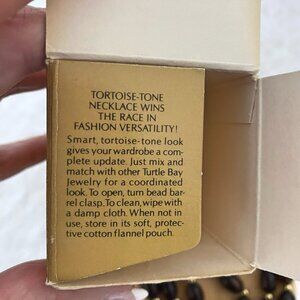 TORTOISE-TONE
NECKLACE WINS
THE RACE IN
FASHION VERSATILITY!
Smart, tortoise-tone look
gives your wardrobe a com-
plete update. Just mix and
match with other Turtle Bay
Jewelry for a coordinated
look. To open, turn bead bar-
rel clasp. To clean, wipe with
a damp cloth. When not in
use, store in its soft, protec-
tive cotton flannel pouch.